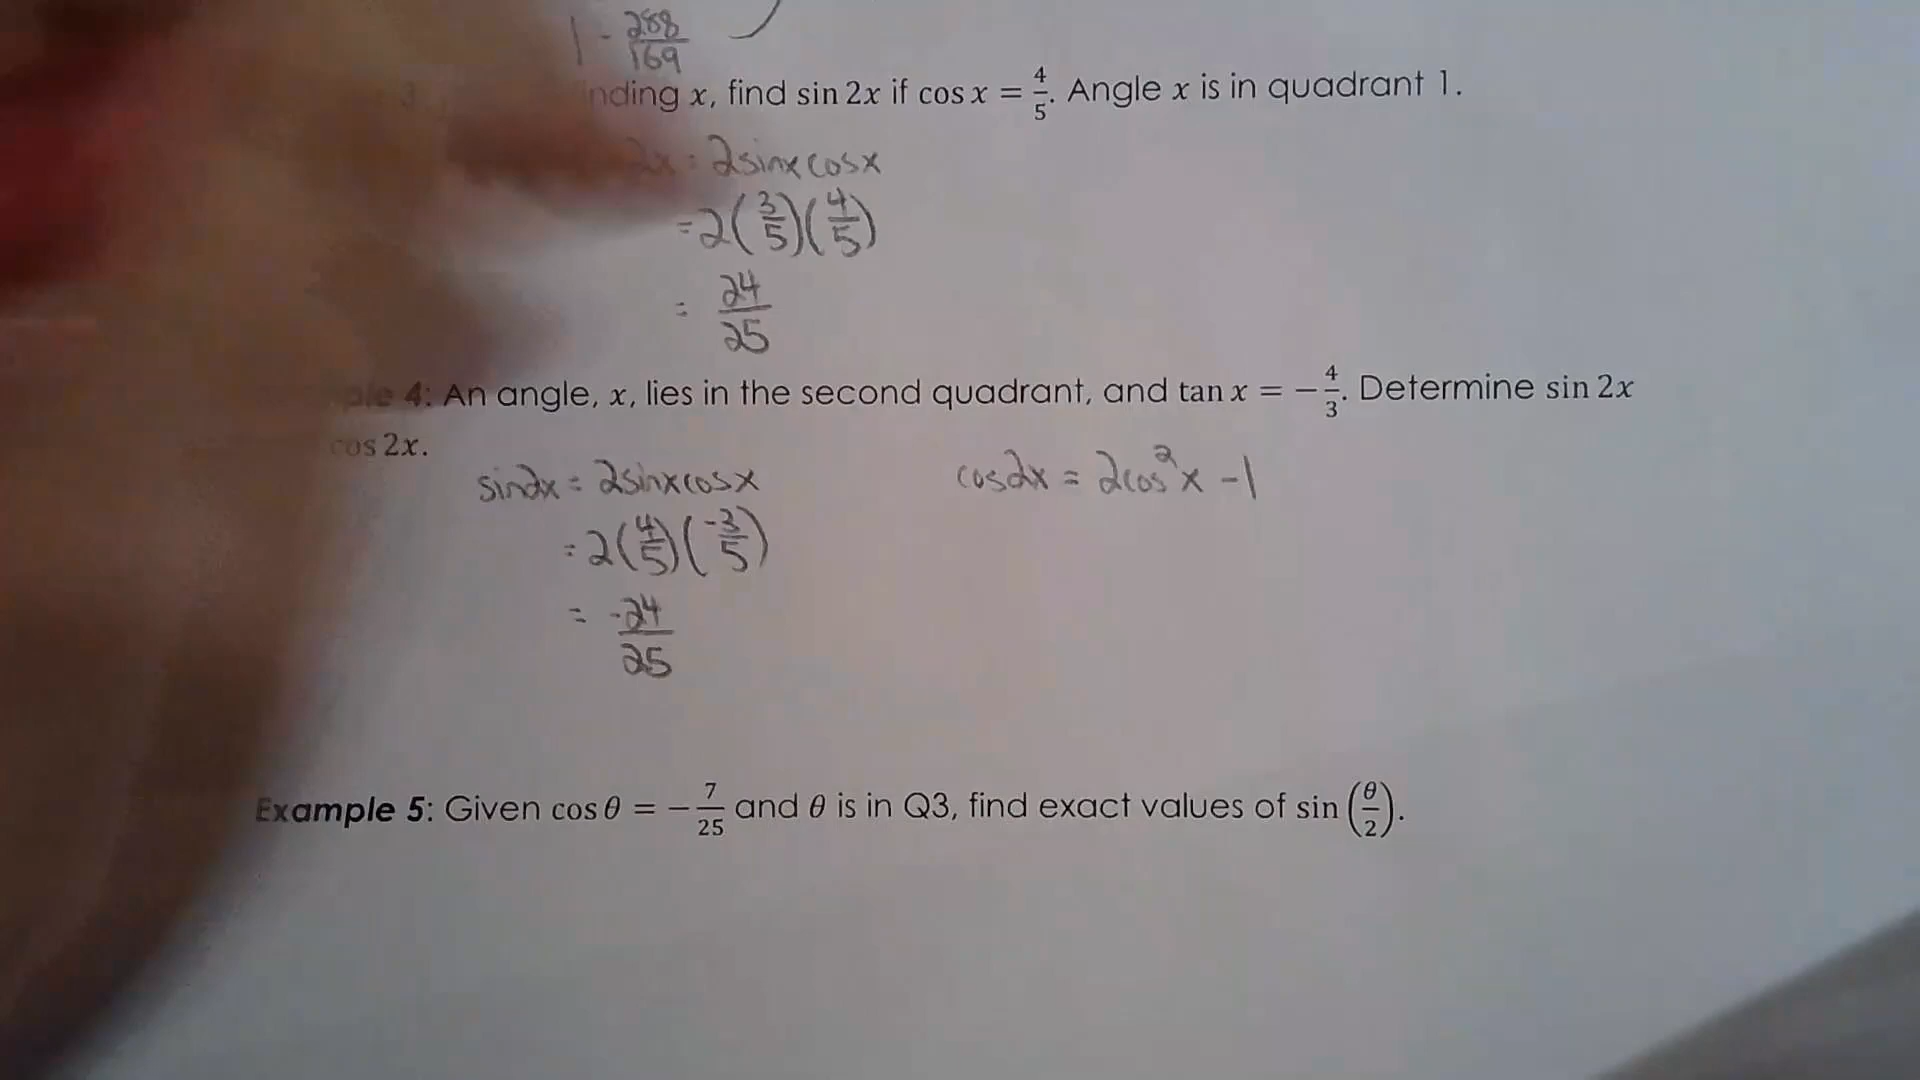 1 - 288/169
nding x, find sin 2x if cos x = 4/5. Angle x is in quadrant 1.
2x = 2sinxcosx
= 2(3/5)(4/5)
= 24/25
ple 4: An angle, x, lies in the second quadrant, and tan x = −4/3. Determine sin 2x
cos 2x.
sin2x = 2sinxcosx
cos2x = 2cos²x - 1
= 2(4/5)(-3/5)
= -24/25
Example 5: Given cos θ = −7/25 and θ is in Q3, find exact values of sin (θ/2).